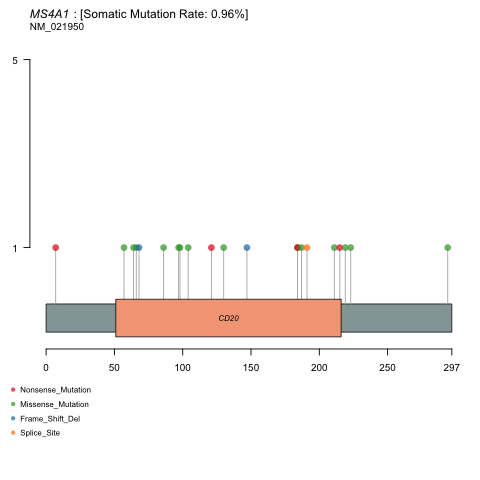 MS4A1 : [Somatic Mutation Rate: 0.96%]
NM_021950
5
1
CD20
0 50 100 150 200 250 297
Nonsense_Mutation
Missense_Mutation
Frame_Shift_Del
Splice_Site